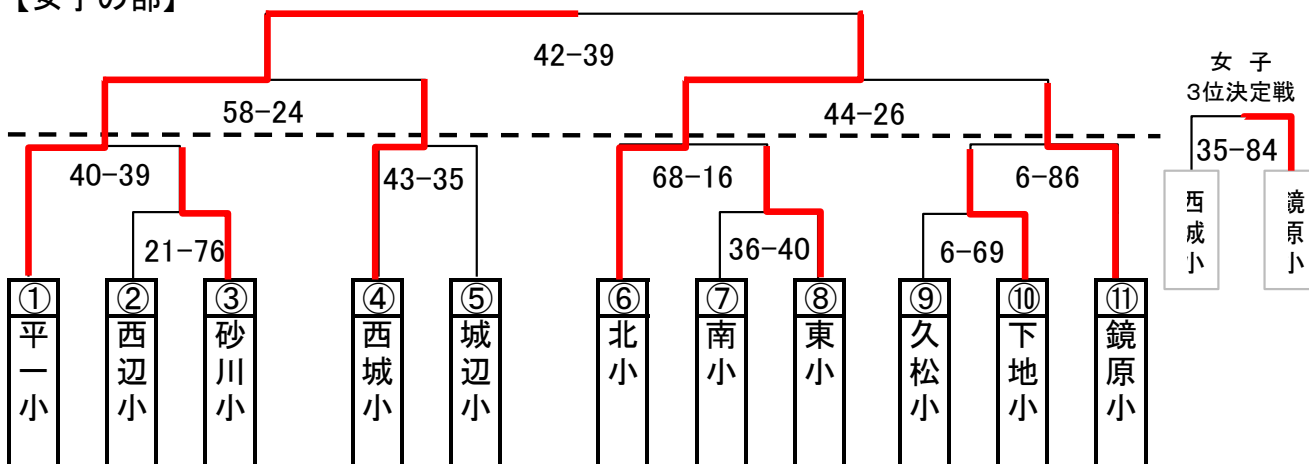 【女子の部】
42-39
58-24
44-26
女 子
3位決定戦
35-84
西成小
鏡原小
40-39
43-35
68-16
6-86
21-76
36-40
6-69
① 平一小
② 西辺小
③ 砂川小
④ 西城小
⑤ 城辺小
⑥ 北小
⑦ 南小
⑧ 東小
⑨ 久松小
⑩ 下地小
⑪ 鏡原小